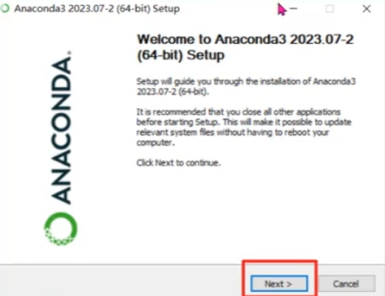 Anaconda3 2023.07-2 (64-bit) Setup
Welcome to Anaconda3 2023.07-2
(64-bit) Setup
Setup will guide you through the installation of Anaconda3
2023.07-2 (64-bit).
It is recommended that you close all other applications
before starting Setup. This will make it possible to update
relevant system files without having to reboot your
computer.
Click Next to continue.
ANACONDA.
Next >
Cancel